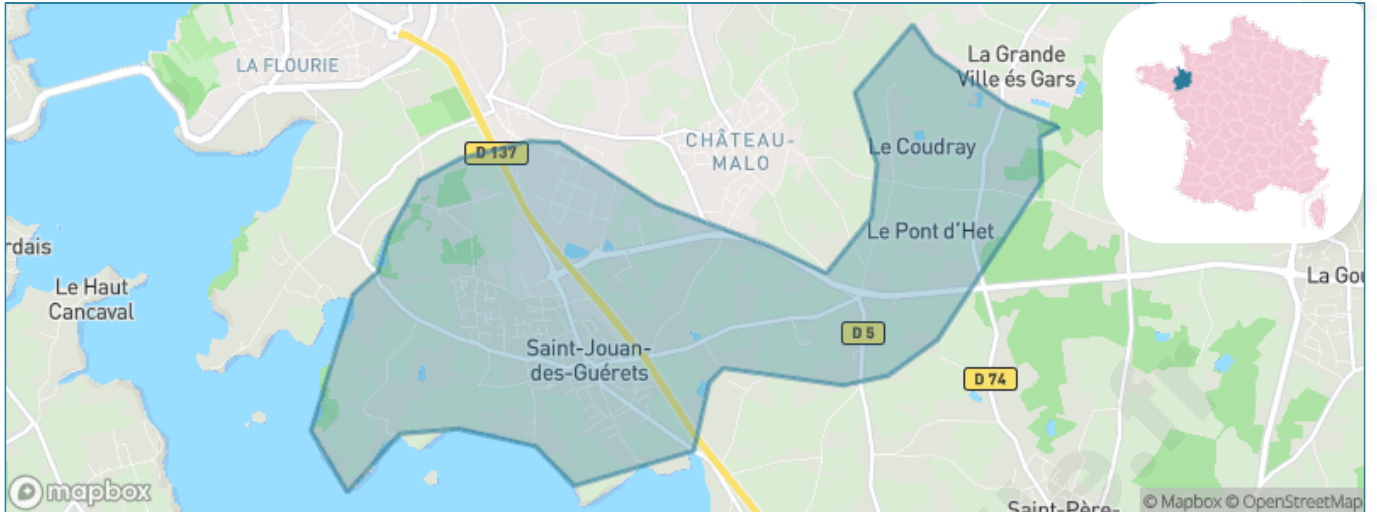 LA FLOURIE
La Grande
Ville és Gars
D 137
CHÂTEAU-
MALO
Le Coudray
Le Pont d'Het
rdais
Le Haut
Cancaval
La Gou
D 5
Saint-Jouan-
des-Guérets
D 74
mapbox
© Mapbox © OpenStreetMap
Saint-Père-